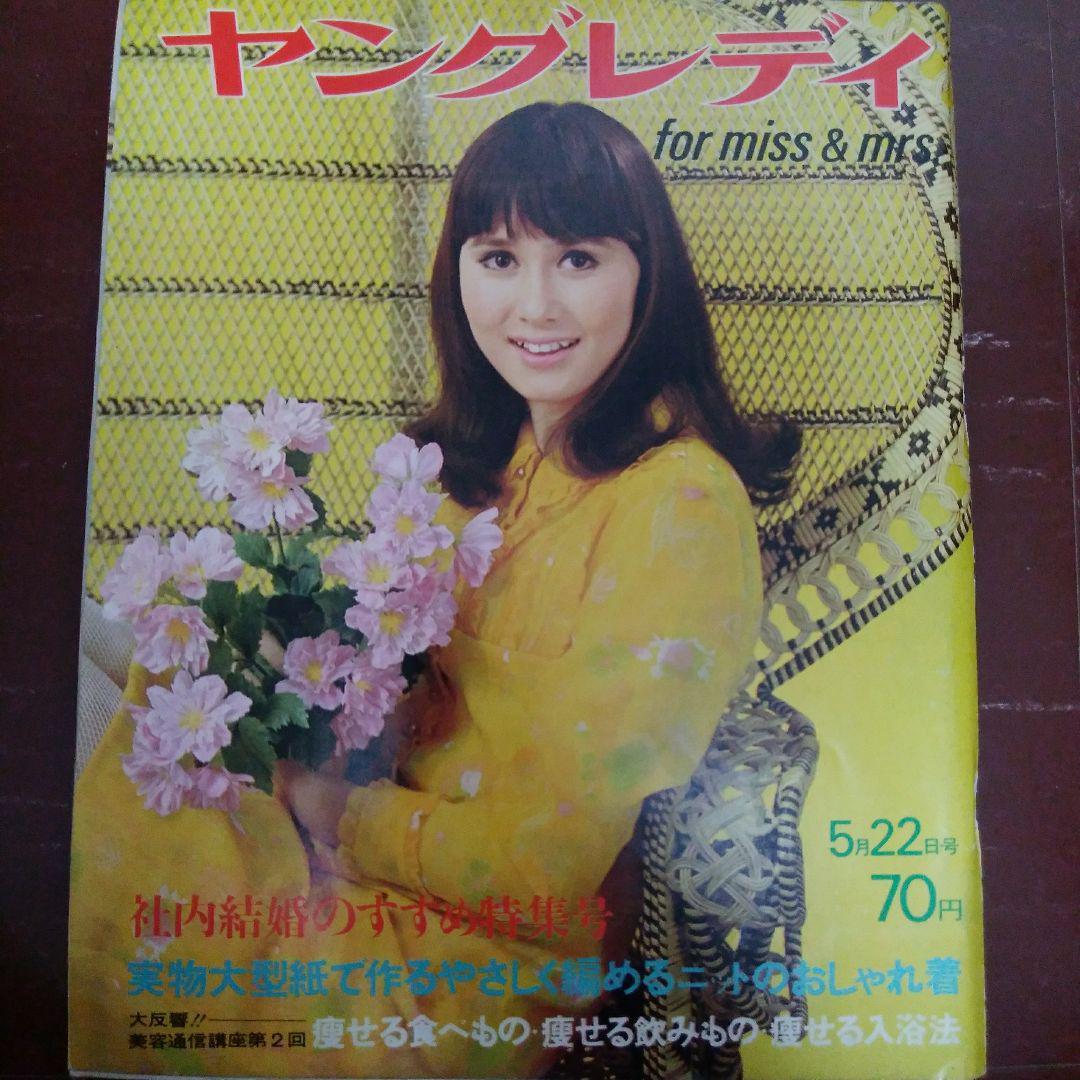 ヤングレディ
for miss & mrs.
5月22日号
70円
社内結婚のすすめ特集号
実物大型紙で作るやさしく編めるニットのおしゃれ着
大反響!!
美容通信講座第2回
痩せる食べもの・痩せる飲みもの・痩せる入浴法